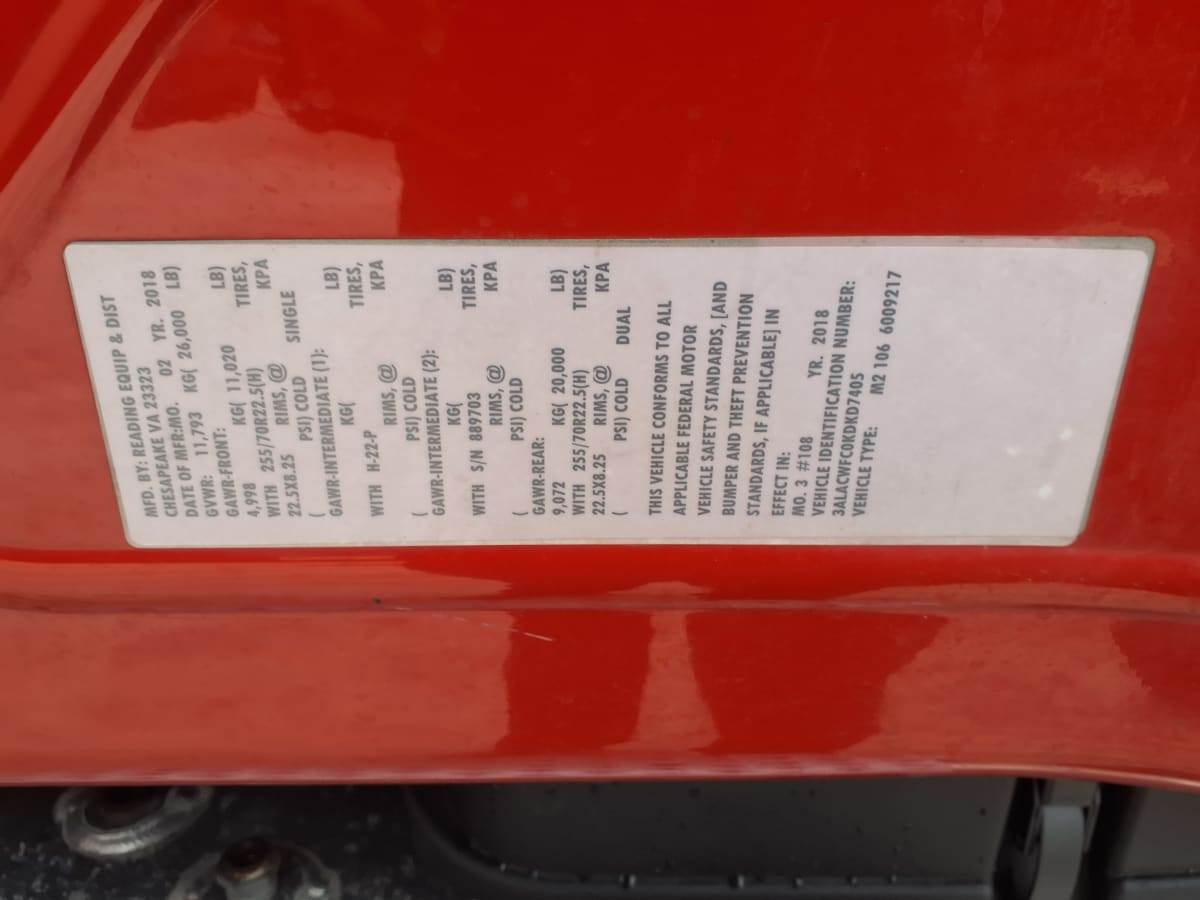 MFD. BY: READING EQUIP & DIST
CHESAPEAKE VA 23323
DATE OF MFR:MO. 02 YR. 2018
GVWR: 11,793 KG( 26,000 LB)
GAWR-FRONT:
4,998 KG( 11,020 LB)
WITH 255/70R22.5(H) TIRES,
22.5X8.25 RIMS, @ KPA
( PSI) COLD SINGLE
GAWR-INTERMEDIATE (1):
KG( LB)
WITH H-22-P TIRES,
RIMS, @ KPA
( PSI) COLD
GAWR-INTERMEDIATE (2):
KG( LB)
WITH S/N 889703 TIRES,
RIMS, @ KPA
( PSI) COLD
GAWR-REAR:
9,072 KG( 20,000 LB)
WITH 255/70R22.5(H) TIRES,
22.5X8.25 RIMS, @ KPA
( PSI) COLD DUAL
THIS VEHICLE CONFORMS TO ALL
APPLICABLE FEDERAL MOTOR
VEHICLE SAFETY STANDARDS, [AND
BUMPER AND THEFT PREVENTION
STANDARDS, IF APPLICABLE] IN
EFFECT IN:
MO. 3 #108 YR. 2018
VEHICLE IDENTIFICATION NUMBER:
3ALACWFC0KDKD7405
VEHICLE TYPE: M2 106 6009217